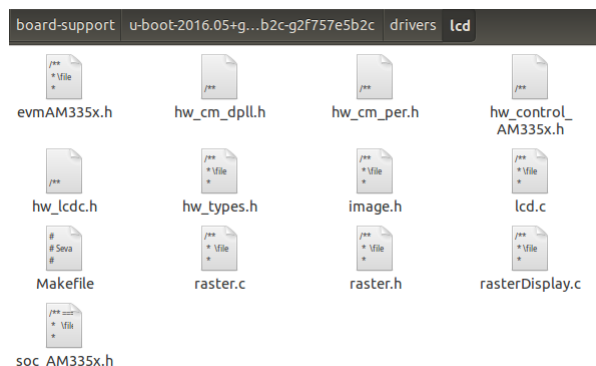 board-support u-boot-2016.05+g...b2c-g2f757e5b2c drivers lcd
/**
* \file
*
/**
/**
/**
evmAM335x.h hw_cm_dpll.h hw_cm_per.h hw_control_
AM335x.h
/**
/**
* \file
*
/**
* \file
*
/**
* \file
*
hw_lcdc.h hw_types.h image.h lcd.c
#
# Seva
#
/**
* \file
*
/**
* \file
*
/**
* \file
*
Makefile raster.c raster.h rasterDisplay.c
/** ===
* \file
*
soc_AM335x.h